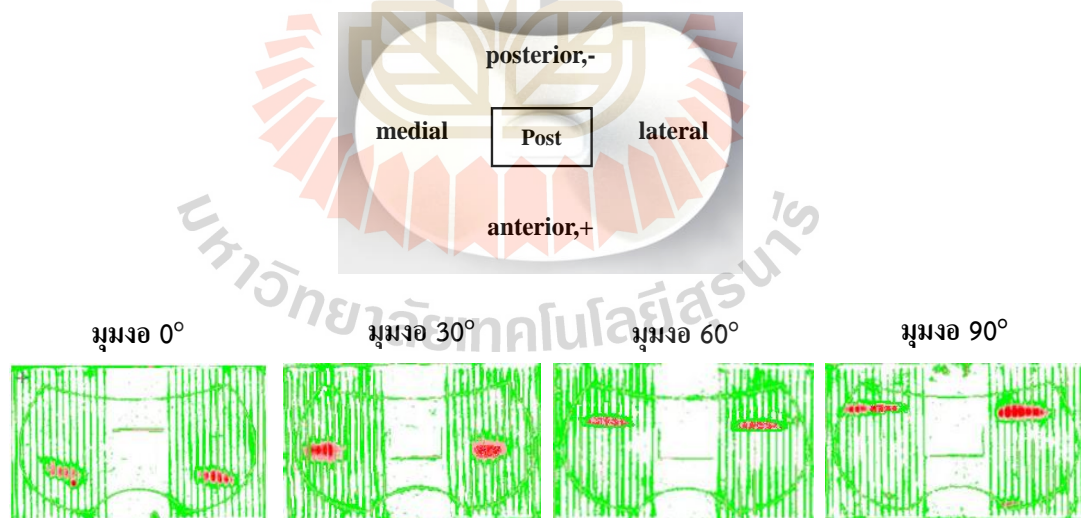 posterior,-
medial
Post
lateral
anterior,+
มหาวิทยาลัยเทคโนโลยีสุรนารี
มุมงอ 0°
มุมงอ 30°
มุมงอ 60°
มุมงอ 90°